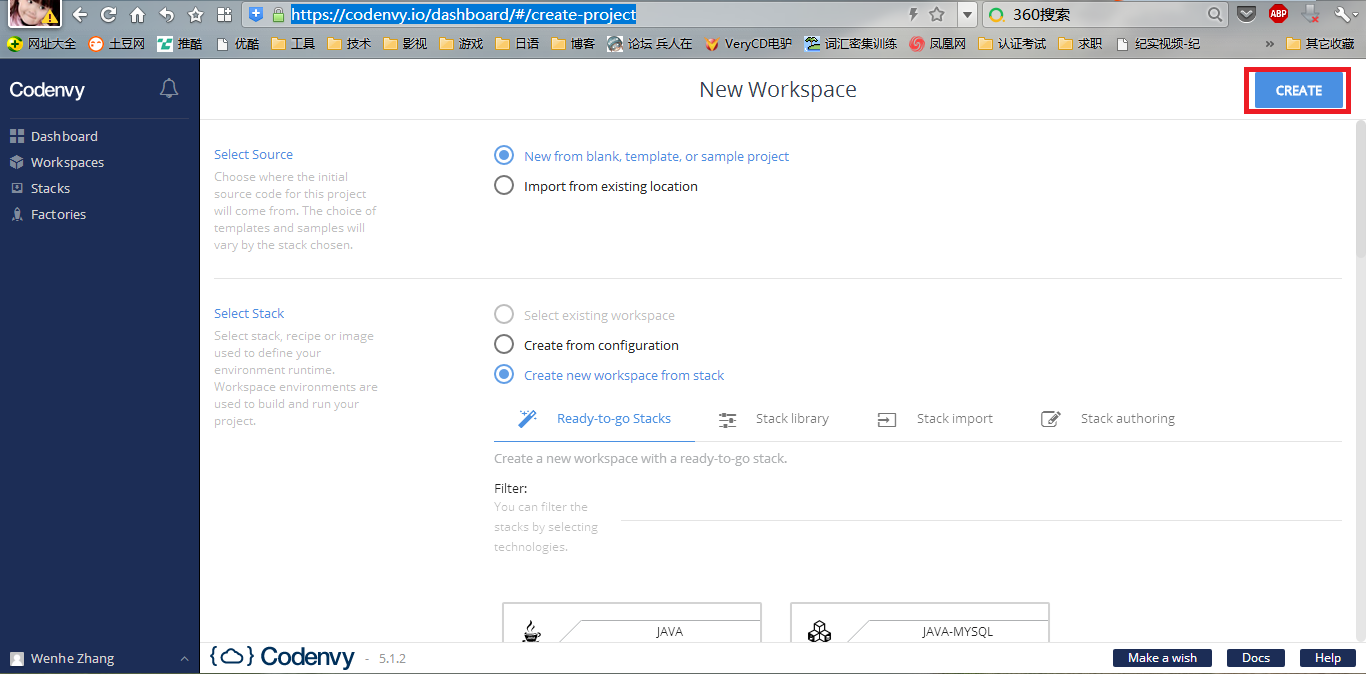 https://codenvy.io/dashboard/#/create-project
360搜索
ABP
网址大全 土豆网 推酷 优酷 工具 技术 影视 游戏 日语 博客 论坛 兵人在 VeryCD电驴 词汇密集训练 凤凰网 认证考试 求职 纪实视频-纪 » 其它收藏
Codenvy
New Workspace
CREATE
Dashboard
Workspaces
Stacks
Factories
Select Source
Choose where the initial
source code for this project
will come from. The choice of
templates and samples will
vary by the stack chosen.
New from blank, template, or sample project
Import from existing location
Select Stack
Select stack, recipe or image
used to define your
environment runtime.
Workspace environments are
used to build and run your
project.
Select existing workspace
Create from configuration
Create new workspace from stack
Ready-to-go Stacks Stack library Stack import Stack authoring
Create a new workspace with a ready-to-go stack.
Filter:
You can filter the
stacks by selecting
technologies.
JAVA JAVA-MYSQL
Wenhe Zhang
{ } Codenvy - 5.1.2
Make a wish Docs Help